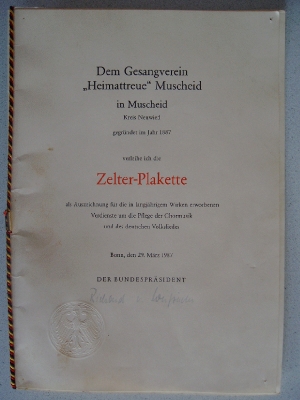 Dem Gesangverein
„Heimattreue“ Muscheid
in Muscheid
Kreis Neuwied
gegründet im Jahr 1887
verleihe ich die
Zelter-Plakette
als Auszeichnung für die in langjährigem Wirken erworbenen
Verdienste um die Pflege der Chormusik
und des deutschen Volksliedes
Bonn, den 29. März 1987
DER BUNDESPRÄSIDENT